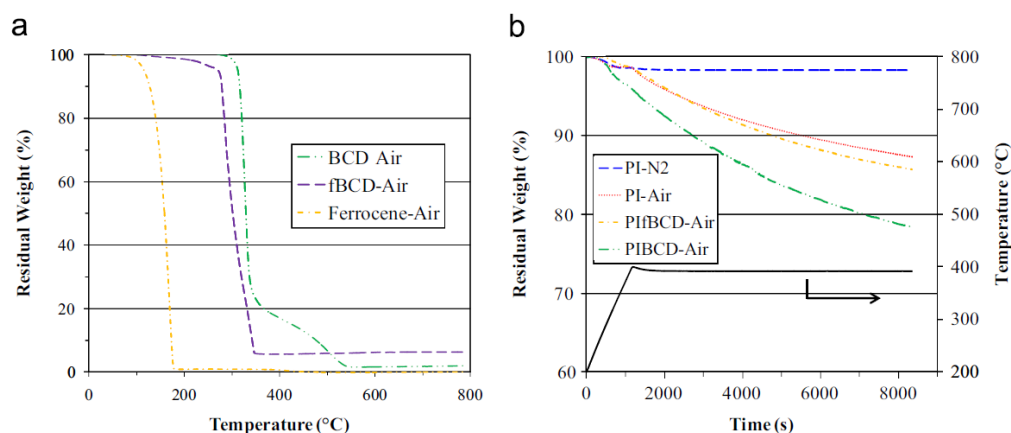 a
100
80
60
40
20
0
Residual Weight (%)
0
200
400
600
800
Temperature (°C)
BCD Air
fBCD-Air
Ferrocene-Air
b
100
90
80
70
60
Residual Weight (%)
0
2000
4000
6000
8000
Time (s)
800
700
600
500
400
300
200
Temperature (°C)
PI-N2
PI-Air
PIfBCD-Air
PIBCD-Air